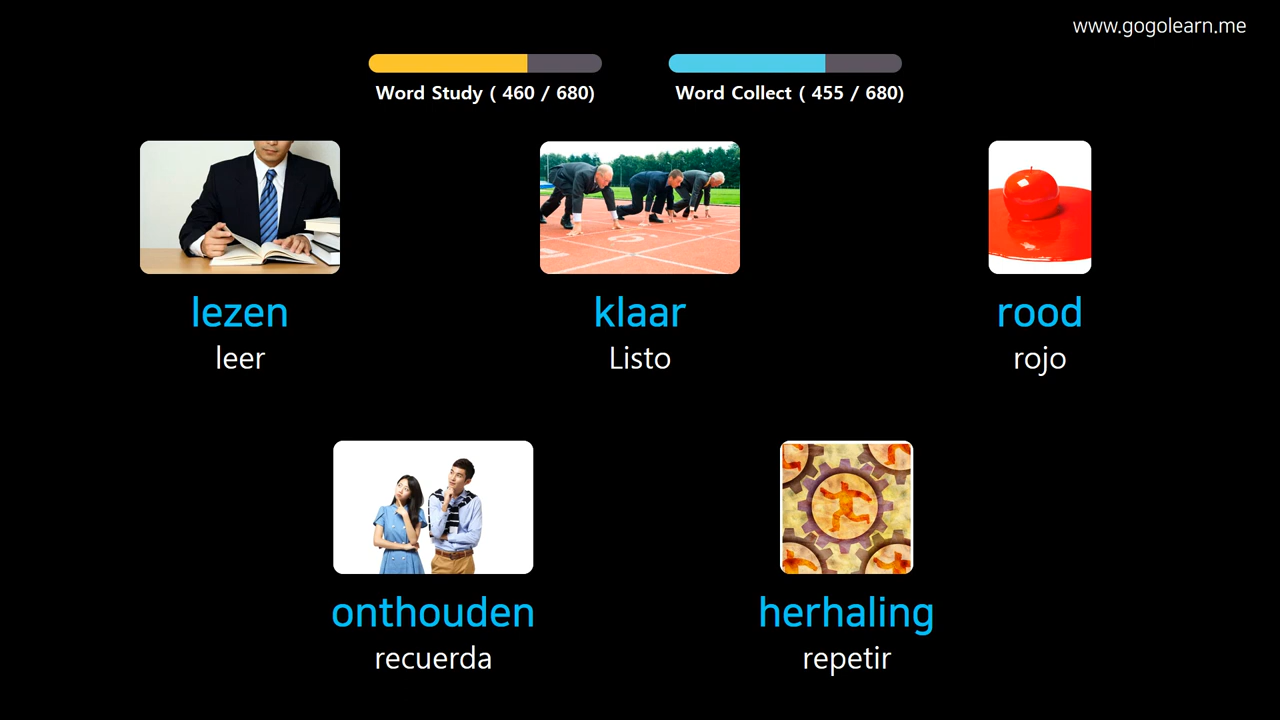 www.gogolearn.me
Word Study ( 460 / 680)
Word Collect ( 455 / 680)
lezen
leer
klaar
Listo
rood
rojo
onthouden
recuerda
herhaling
repetir